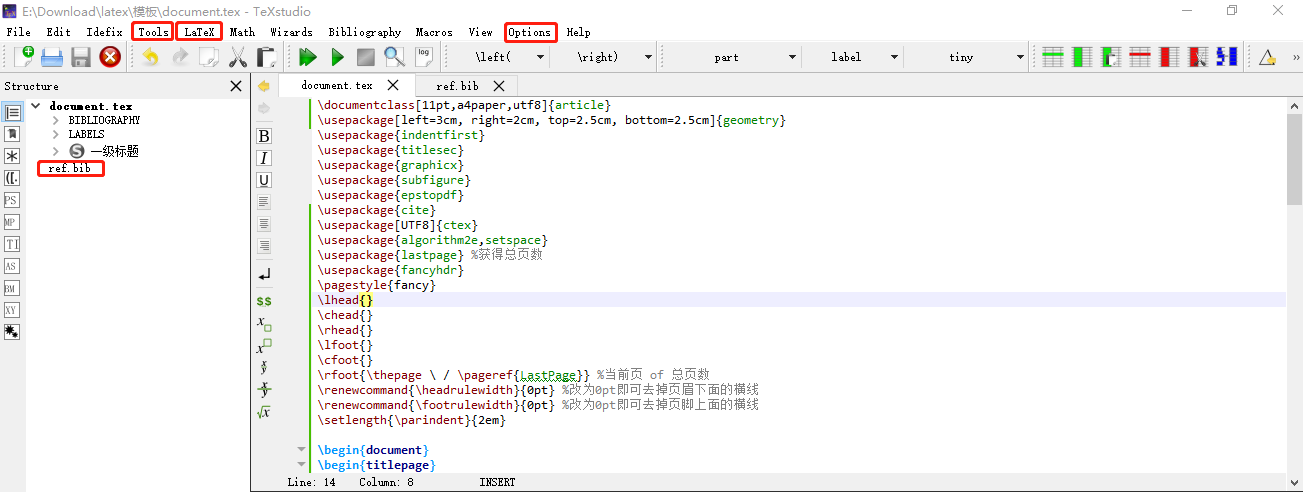 E:\Download\latex\模板\document.tex - TeXstudio
File Edit Idefix Tools LaTeX Math Wizards Bibliography Macros View Options Help
log \left( \right) part label tiny
Structure
document.tex
BIBLIOGRAPHY
LABELS
S 一级标题
ref.bib
([.
PS
MP
TI
AS
BM
XY
document.tex ref.bib
B
I
U
$$
x
x
x/y
x/y
√x
\documentclass[11pt,a4paper,utf8]{article}
\usepackage[left=3cm, right=2cm, top=2.5cm, bottom=2.5cm]{geometry}
\usepackage{indentfirst}
\usepackage{titlesec}
\usepackage{graphicx}
\usepackage{subfigure}
\usepackage{epstopdf}
\usepackage{cite}
\usepackage[UTF8]{ctex}
\usepackage{algorithm2e,setspace}
\usepackage{lastpage} %获得总页数
\usepackage{fancyhdr}
\pagestyle{fancy}
\lhead{}
\chead{}
\rhead{}
\lfoot{}
\cfoot{}
\rfoot{\thepage \ / \pageref{LastPage}} %当前页 of 总页数
\renewcommand{\headrulewidth}{0pt} %改为0pt即可去掉页眉下面的横线
\renewcommand{\footrulewidth}{0pt} %改为0pt即可去掉页脚上面的横线
\setlength{\parindent}{2em}
\begin{document}
\begin{titlepage}
Line: 14 Column: 8 INSERT